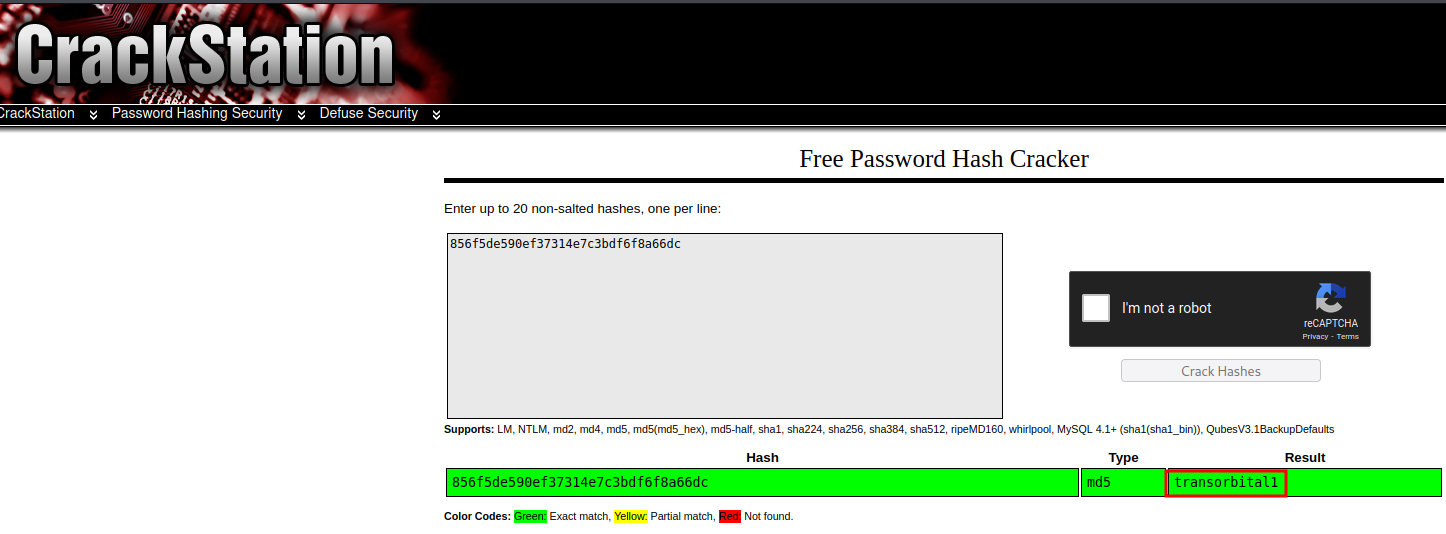 CrackStation
CrackStation Password Hashing Security Defuse Security
Free Password Hash Cracker
Enter up to 20 non-salted hashes, one per line:
856f5de590ef37314e7c3bdf6f8a66dc
I'm not a robot
reCAPTCHA
Privacy - Terms
Crack Hashes
Supports: LM, NTLM, md2, md4, md5, md5(md5_hex), md5-half, sha1, sha224, sha256, sha384, sha512, ripeMD160, whirlpool, MySQL 4.1+ (sha1(sha1_bin)), QubesV3.1BackupDefaults
Hash Type Result
856f5de590ef37314e7c3bdf6f8a66dc md5 transorbital1
Color Codes: Green: Exact match, Yellow: Partial match, Red: Not found.